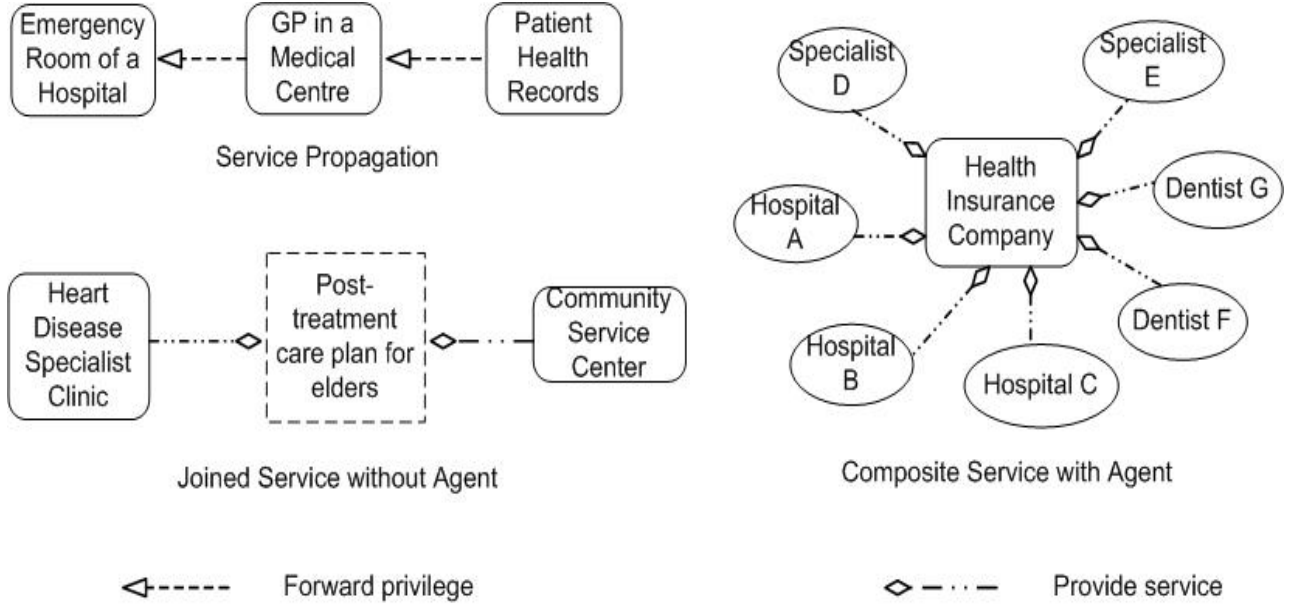 Emergency
Room of a
Hospital
GP in a
Medical
Centre
Patient
Health
Records
Service Propagation
Heart
Disease
Specialist
Clinic
Post-
treatment
care plan for
elders
Community
Service
Center
Joined Service without Agent
Specialist
D
Specialist
E
Health
Insurance
Company
Dentist G
Hospital
A
Dentist F
Hospital
B
Hospital C
Composite Service with Agent
Forward privilege
Provide service